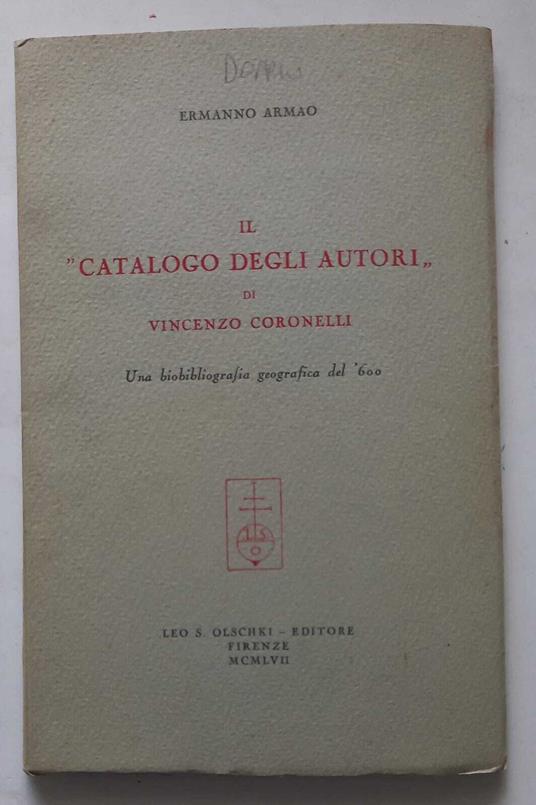 ERMANNO ARMAO
IL
"CATALOGO DEGLI AUTORI„
DI
VINCENZO CORONELLI
Una biobibliografia geografica del '600
LS
O
LEO S. OLSCHKI – EDITORE
FIRENZE
MCMLVII